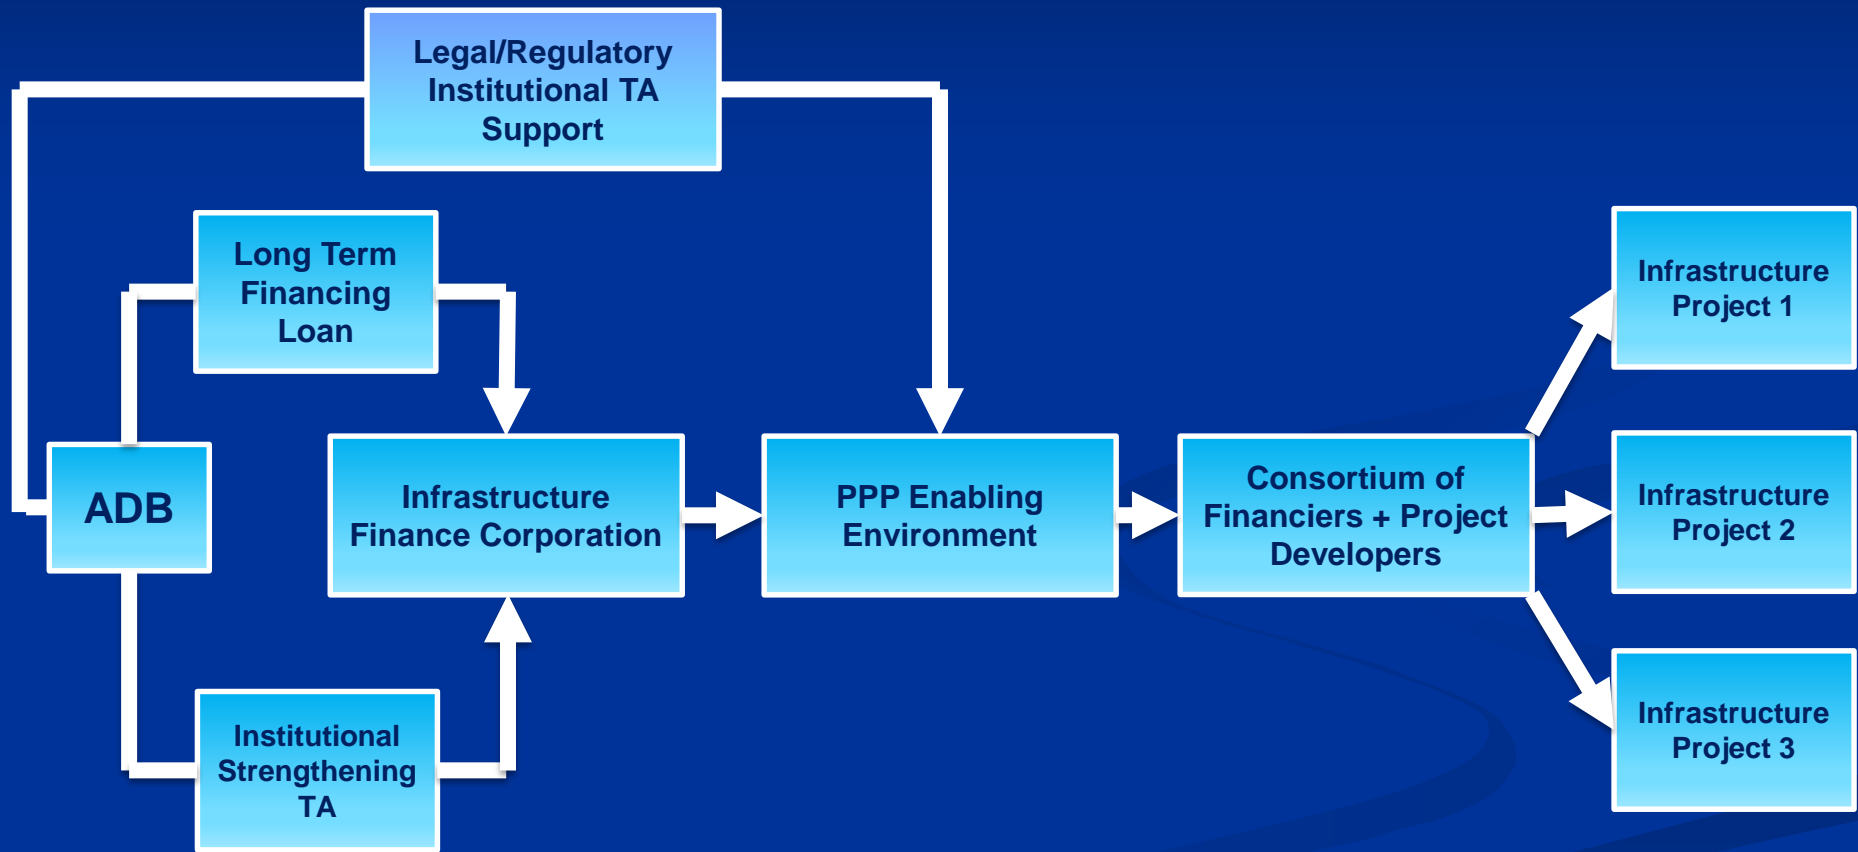 Legal/Regulatory
Institutional TA
Support
Long Term
Financing
Loan
ADB
Infrastructure
Finance Corporation
PPP Enabling
Environment
Consortium of
Financiers + Project
Developers
Infrastructure
Project 1
Infrastructure
Project 2
Infrastructure
Project 3
Institutional
Strengthening
TA